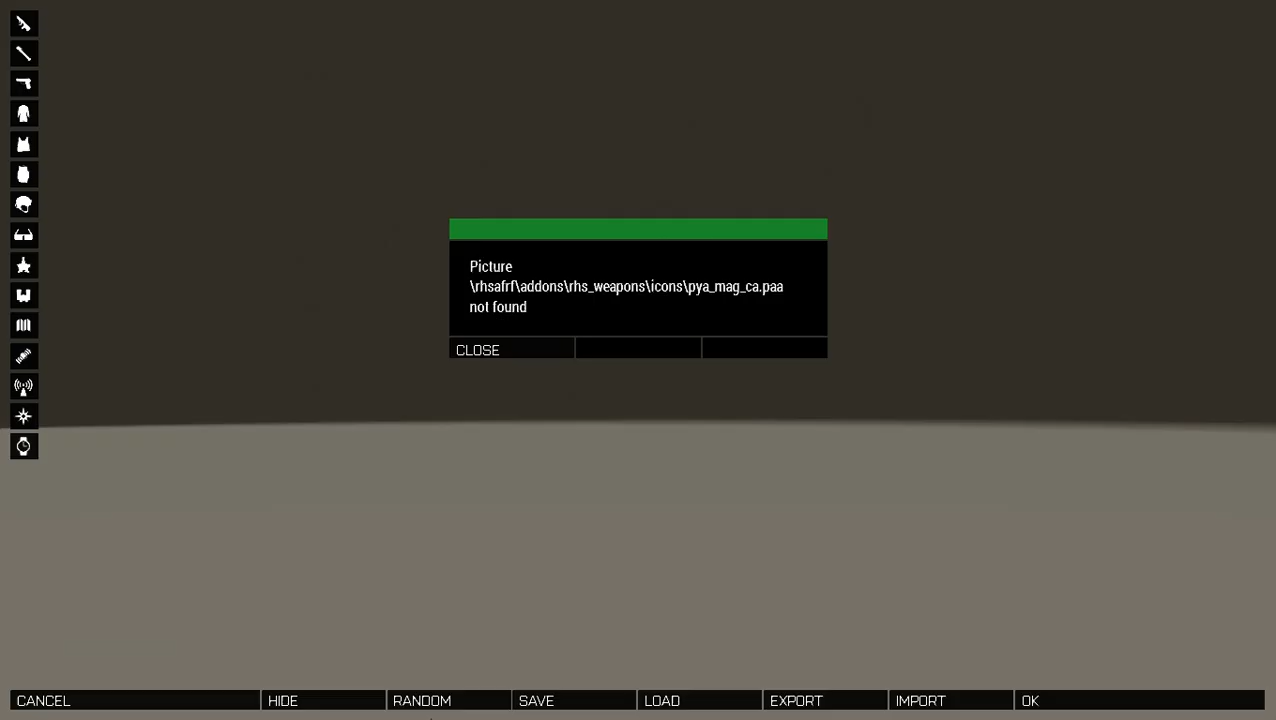 Picture
\rhsafrf\addons\rhs_weapons\icons\pya_mag_ca.paa
not found
CLOSE
CANCEL HIDE RANDOM SAVE LOAD EXPORT IMPORT OK